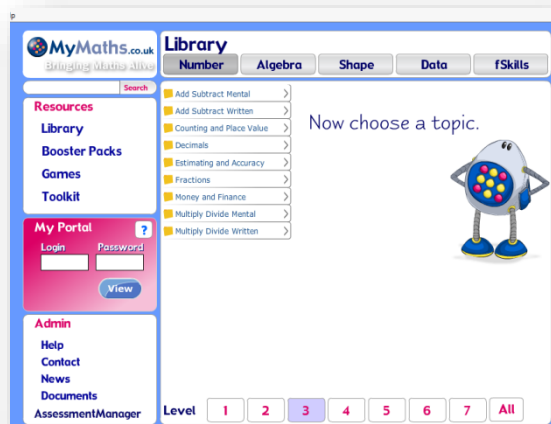 MyMaths.co.uk
Bringing Maths Alive
Search
Resources
Library
Booster Packs
Games
Toolkit
My Portal
?
Login Password
View
Admin
Help
Contact
News
Documents
AssessmentManager
Library
Number Algebra Shape Data fSkills
Add Subtract Mental
Add Subtract Written
Counting and Place Value
Decimals
Estimating and Accuracy
Fractions
Money and Finance
Multiply Divide Mental
Multiply Divide Written
Now choose a topic.
Level 1 2 3 4 5 6 7 All